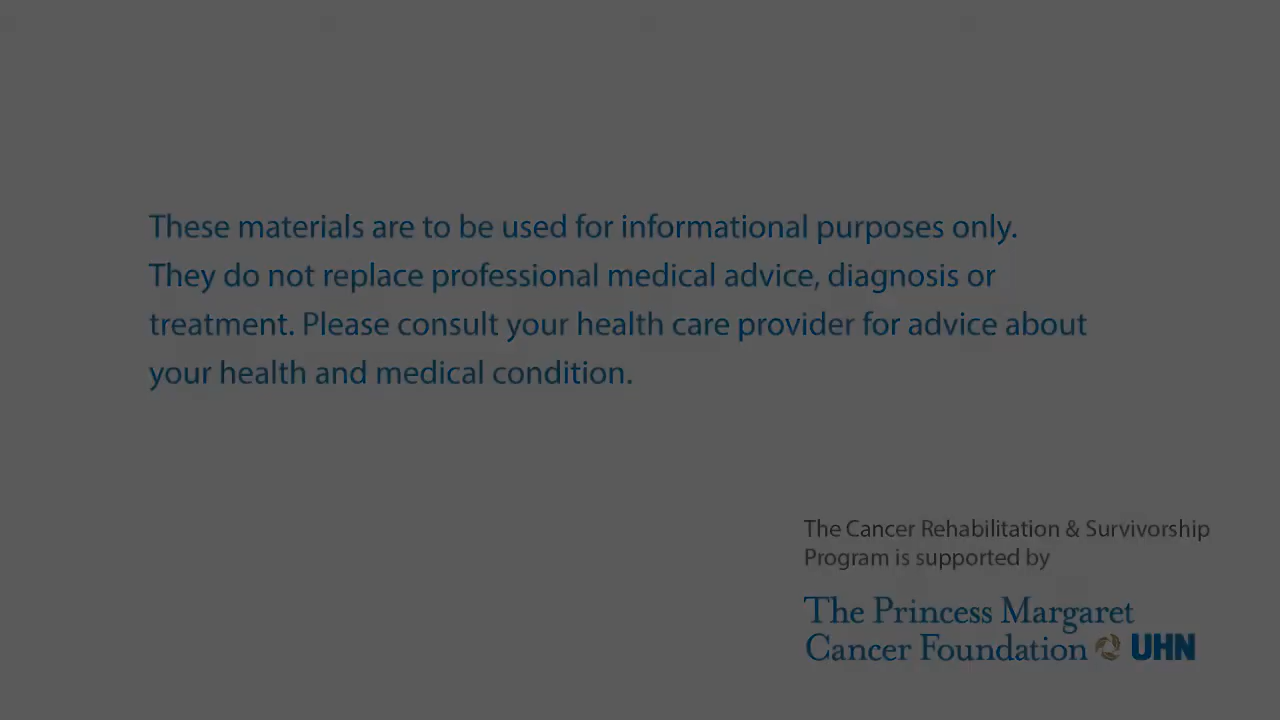 These materials are to be used for informational purposes only.
They do not replace professional medical advice, diagnosis or
treatment. Please consult your health care provider for advice about
your health and medical condition.
The Cancer Rehabilitation & Survivorship
Program is supported by
The Princess Margaret
Cancer Foundation UHN